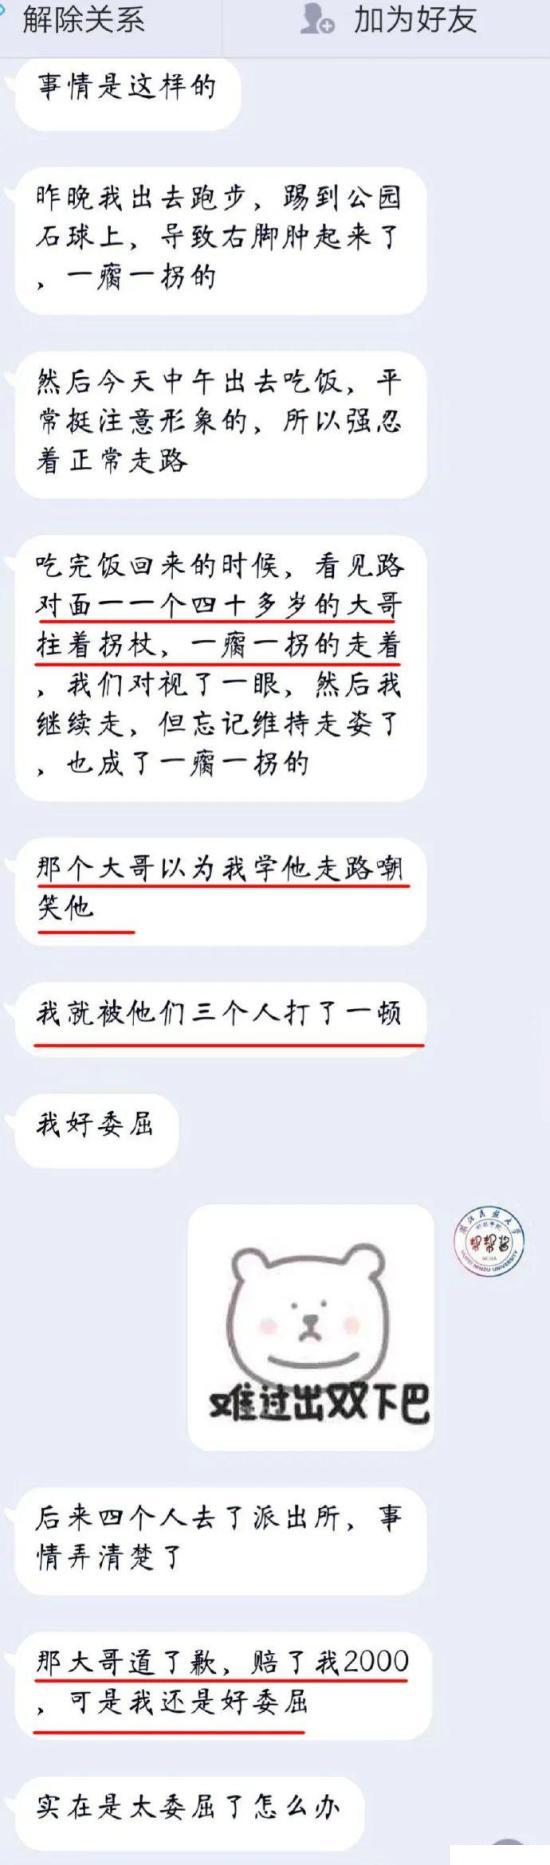 解除关系
加为好友
事情是这样的
昨晚我出去跑步，踢到公园
石球上，导致右脚肿起来了
，一瘸一拐的
然后今天中午出去吃饭，平
常挺注意形象的，所以强忍
着正常走路
吃完饭回来的时候，看见路
对面一一个四十多岁的大哥
拄着拐杖，一瘸一拐的走着
，我们对视了一眼，然后我
继续走，但忘记维持走姿了
，也成了一瘸一拐的
那个大哥以为我学他走路嘲
笑他
我就被他们三个人打了一顿
我好委屈
帮帮酱
难过出双下巴
后来四个人去了派出所，事
情弄清楚了
那大哥道了歉，赔了我2000
，可是我还是好委屈
实在是太委屈了怎么办